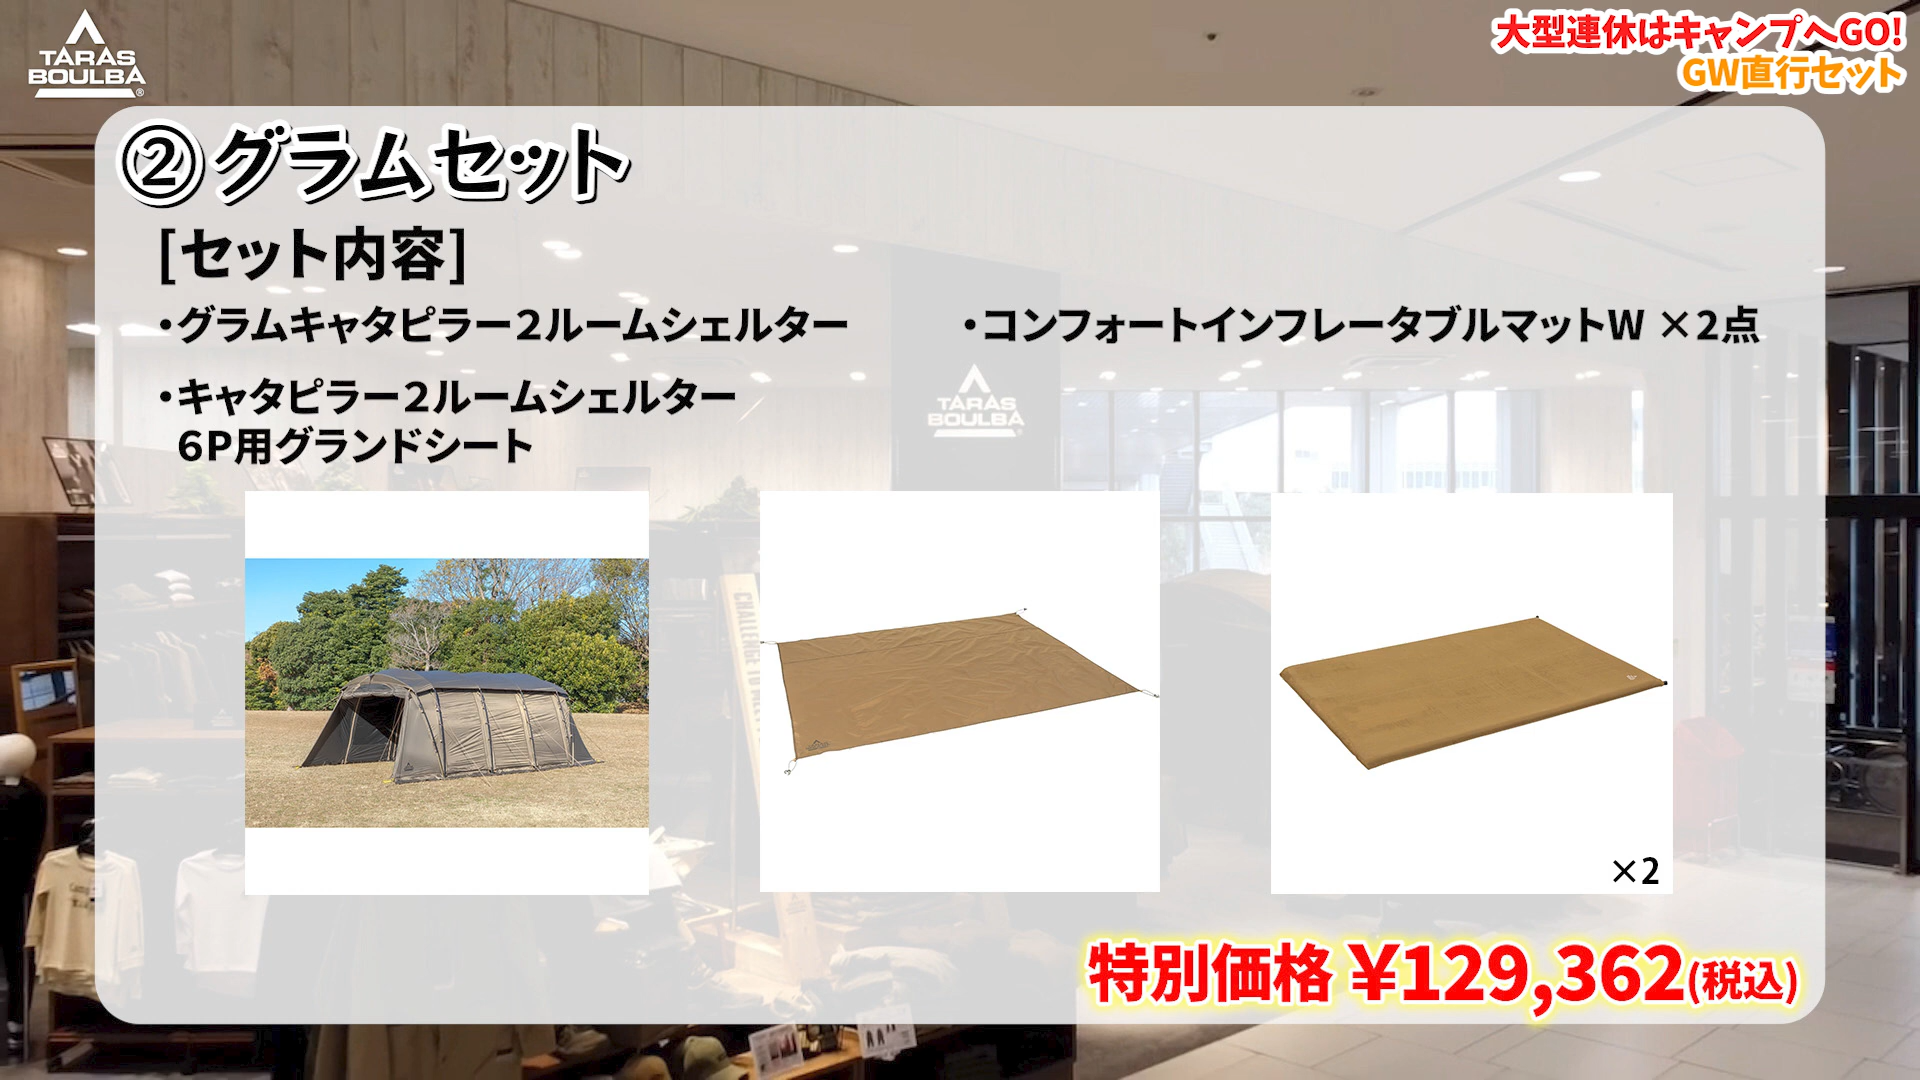 TARAS
BOULBA®
大型連休はキャンプへGO!
GW直行セット
②グラムセット
[セット内容]
・グラムキャタピラー2ルームシェルター
・コンフォートインフレータブルマットW ×2点
・キャタピラー2ルームシェルター
6P用グランドシート
TARAS
BOULBA
CHALLENGE TO
×2
特別価格 ¥129,362(税込)